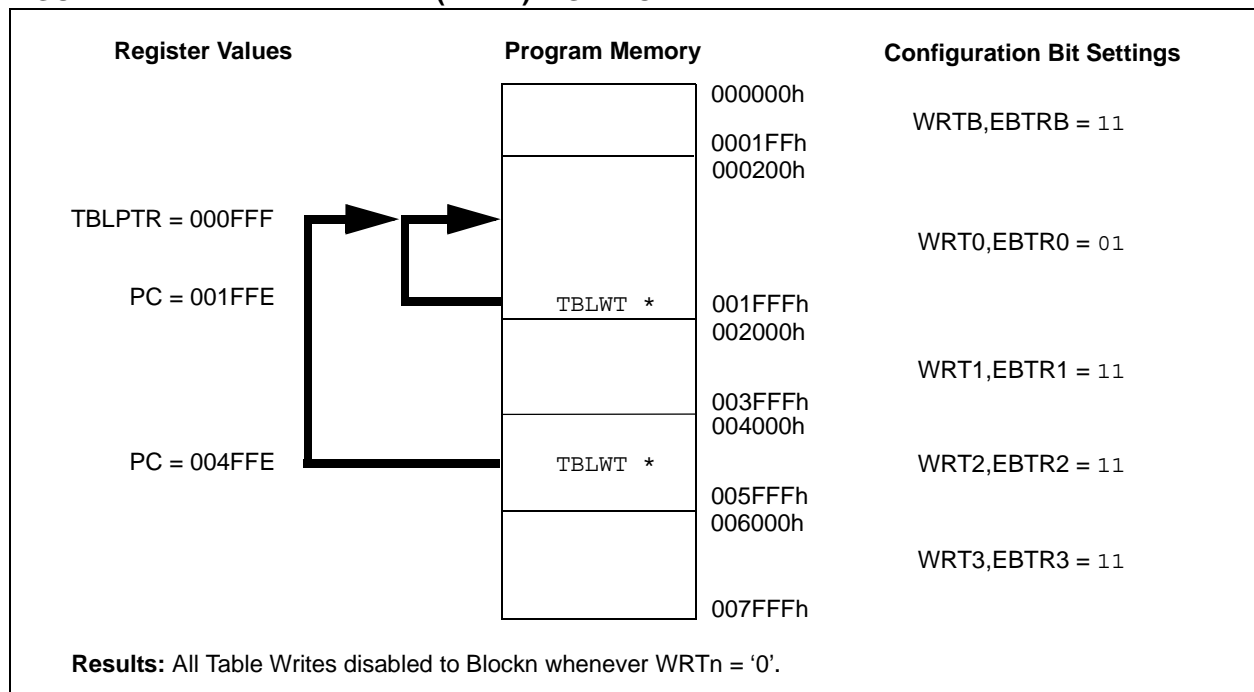 Register Values Program Memory Configuration Bit Settings
000000h
WRTB,EBTRB = 11
0001FFh
000200h
TBLPTR = 000FFF
WRT0,EBTR0 = 01
PC = 001FFE TBLWT * 001FFFh
002000h
WRT1,EBTR1 = 11
003FFFh
004000h
PC = 004FFE TBLWT * WRT2,EBTR2 = 11
005FFFh
006000h
WRT3,EBTR3 = 11
007FFFh
Results: All Table Writes disabled to Blockn whenever WRTn = ‘0’.